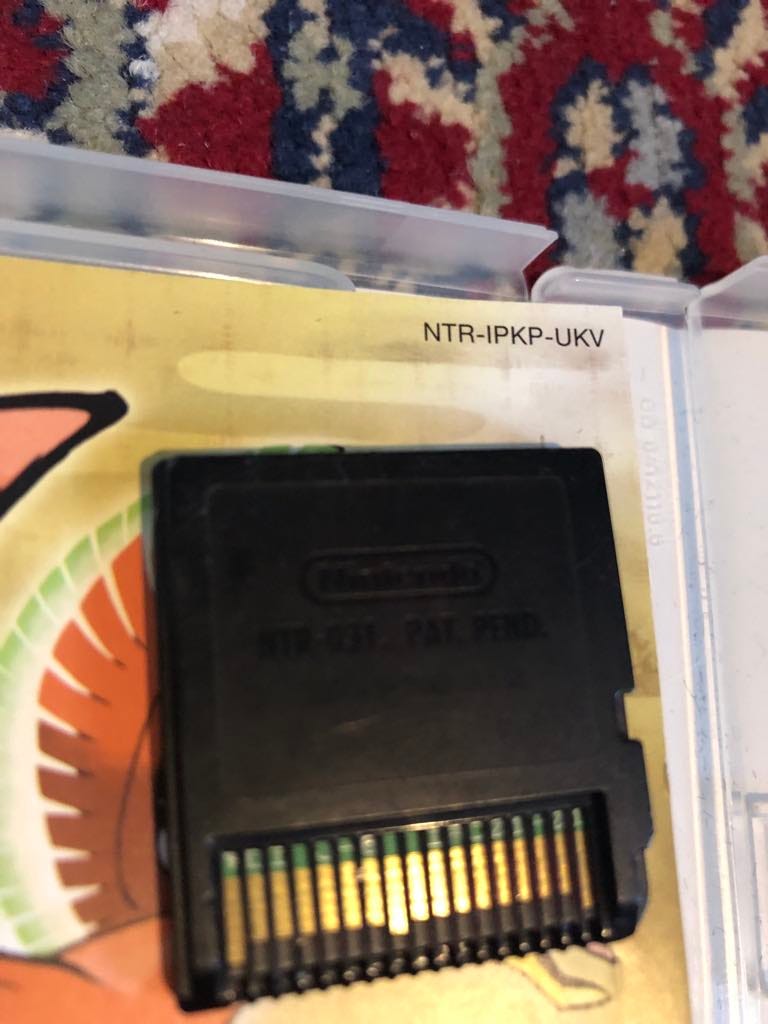 NTR-IPKP-UKV
Nintendo
NTR-031 PAT. PEND.